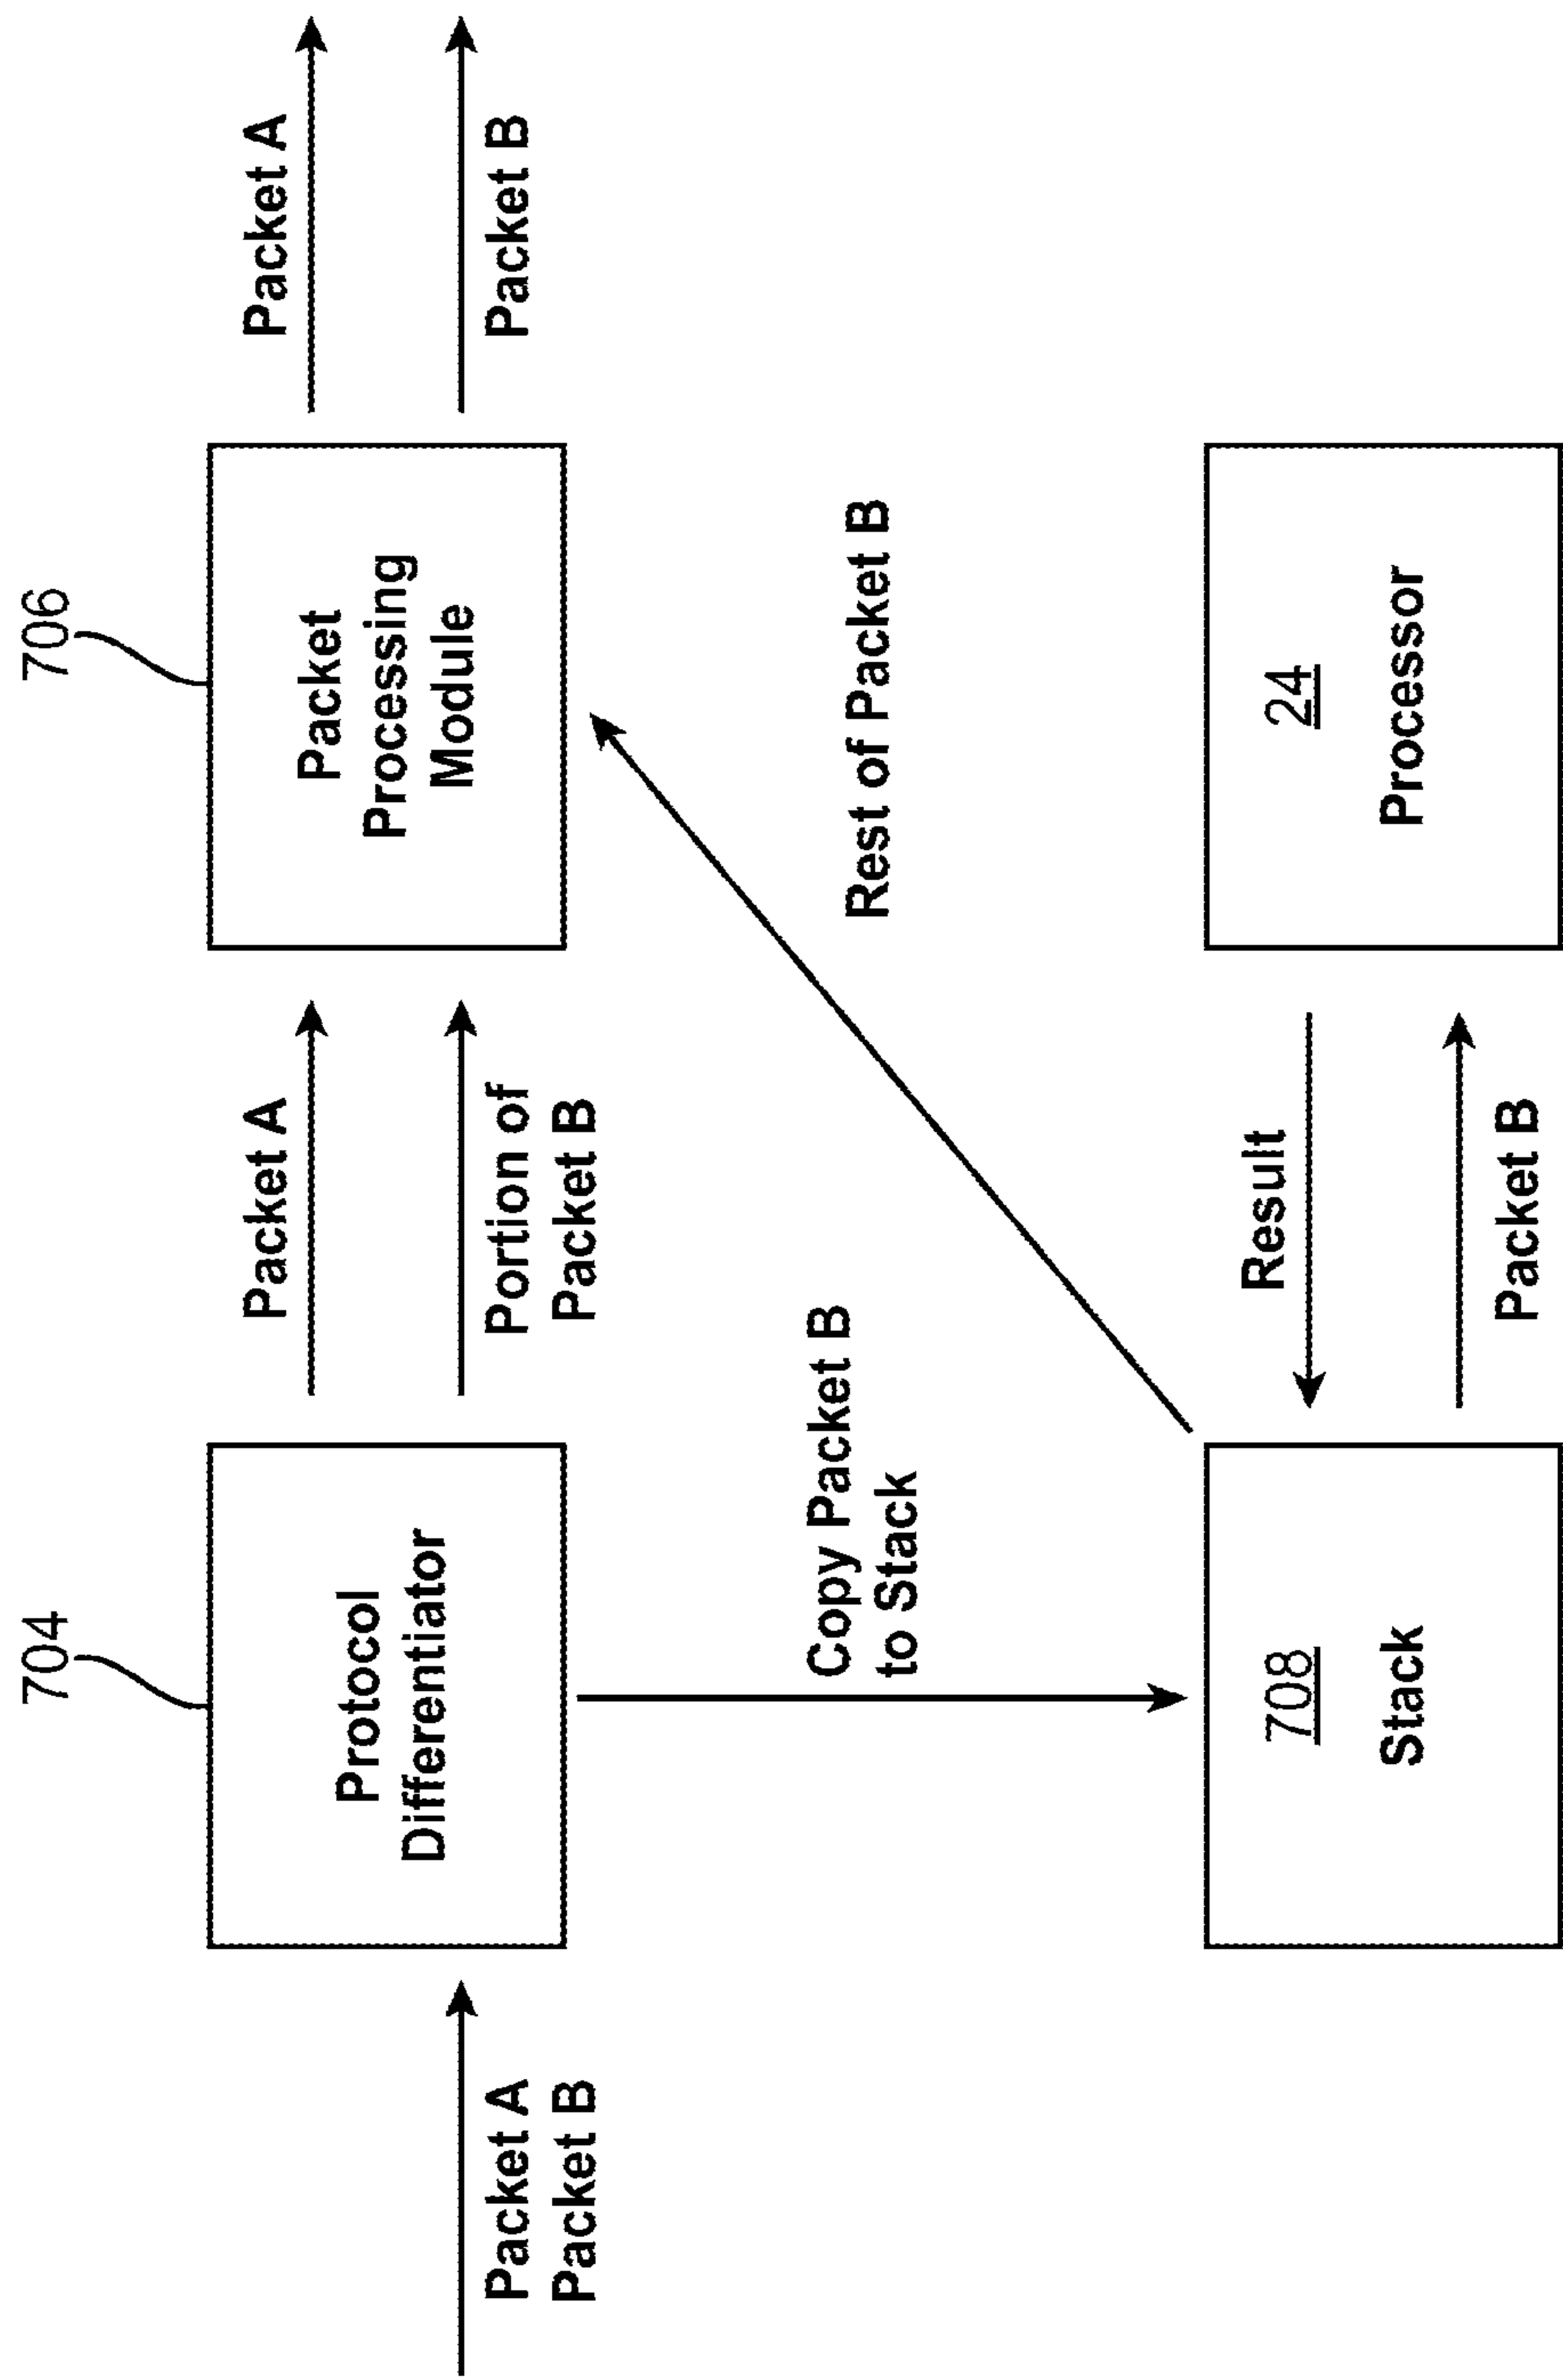 Packet A
Packet B
704
Protocol
Differentiator
Packet A
Portion of
Packet B
706
Packet
Processing
Module
Packet A
Packet B
Copy Packet B
to Stack
Rest of Packet B
708
Stack
Result
Packet B
24
Processor